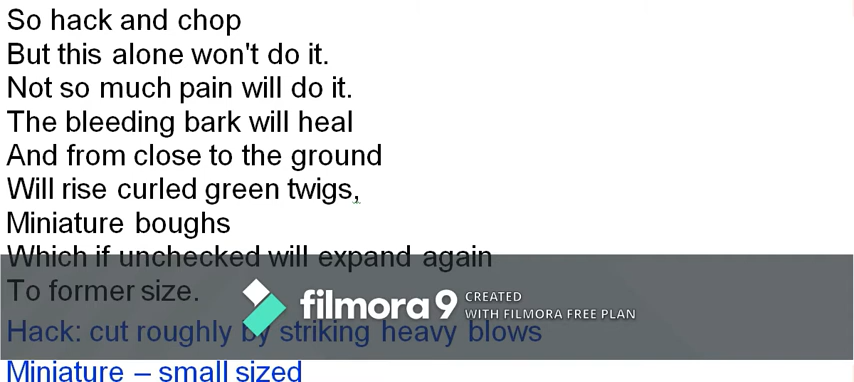 So hack and chop
But this alone won't do it.
Not so much pain will do it.
The bleeding bark will heal
And from close to the ground
Will rise curled green twigs,
Miniature boughs
Which if unchecked will expand again
To former size.
filmora9 CREATED
WITH FILMORA FREE PLAN
Hack: cut roughly by striking heavy blows
Miniature – small sized